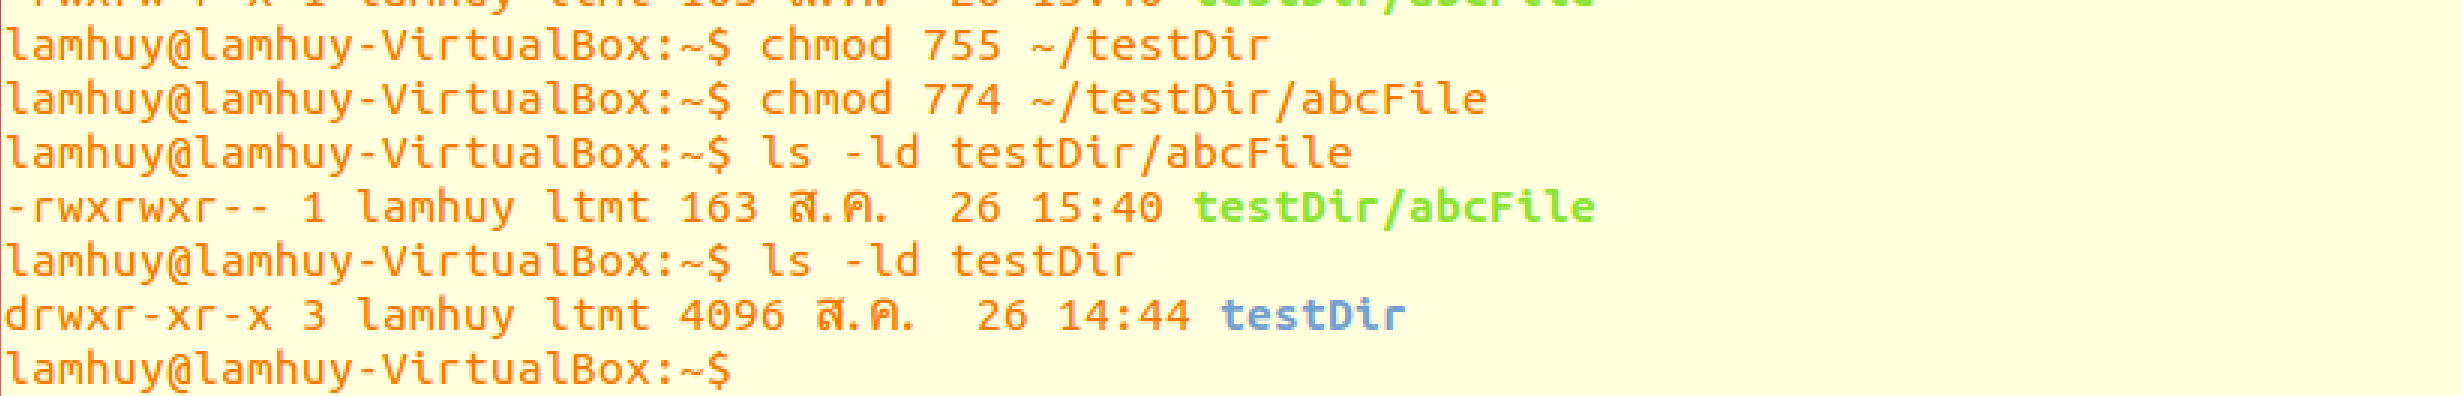 lamhuy@lamhuy-VirtualBox:~$ chmod 755 ~/testDir
lamhuy@lamhuy-VirtualBox:~$ chmod 774 ~/testDir/abcFile
lamhuy@lamhuy-VirtualBox:~$ ls -ld testDir/abcFile
-rwxrwxr-- 1 lamhuy ltmt 163 ส.ค.  26 15:40 testDir/abcFile
lamhuy@lamhuy-VirtualBox:~$ ls -ld testDir
drwxr-xr-x 3 lamhuy ltmt 4096 ส.ค.  26 14:44 testDir
lamhuy@lamhuy-VirtualBox:~$